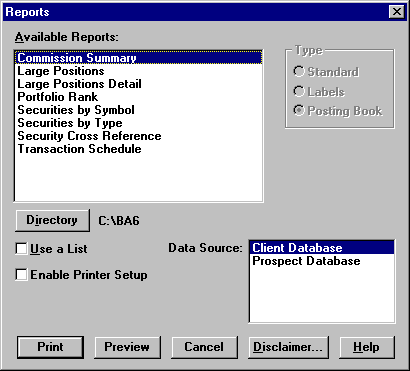 Reports
Available Reports:
Commission Summary
Large Positions
Large Positions Detail
Portfolio Rank
Securities by Symbol
Securities by Type
Security Cross Reference
Transaction Schedule
Type
Standard
Labels
Posting Book
Directory C:\BA6
Use a List
Enable Printer Setup
Data Source:
Client Database
Prospect Database
Print Preview Cancel Disclaimer... Help